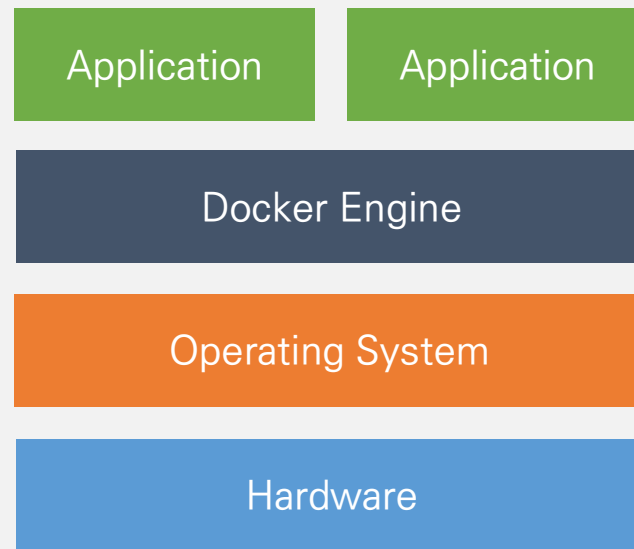 Application Application
Docker Engine
Operating System
Hardware